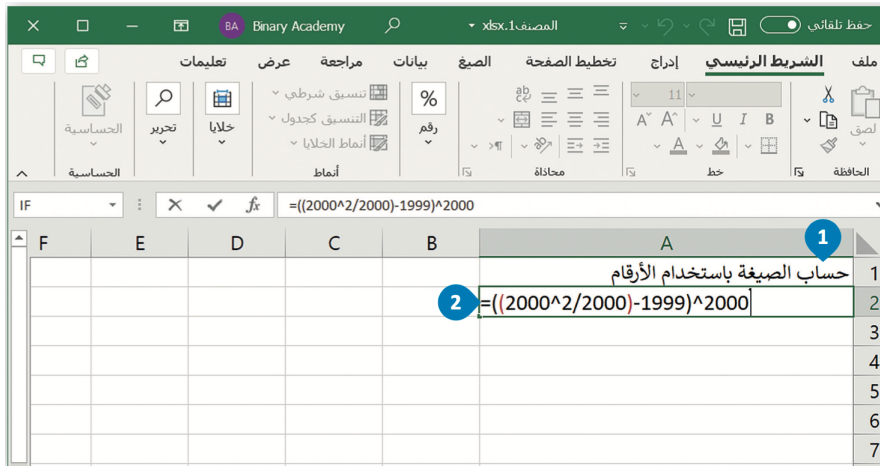 حفظ تلقائي المصنف1.xlsx Binary Academy BA
ملف الشريط الرئيسي إدراج تخطيط الصفحة الصيغ بيانات مراجعة عرض تعليمات
لصق
الحافظة
11
B I U
A A
A
خط
ab
c
محاذاة
%
رقم
تنسيق شرطي
التنسيق كجدول
أنماط الخلايا
أنماط
خلايا
تحرير
الحساسية
الحساسية
IF fx =((2000^2/2000)-1999)^2000
A B C D E F
1
1 حساب الصيغة باستخدام الأرقام
2 =((2000^2/2000)-1999)^2000
2
3
4
5
6
7